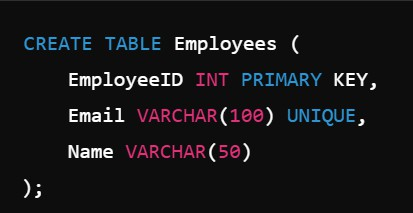 CREATE TABLE Employees (
    EmployeeID INT PRIMARY KEY,
    Email VARCHAR(100) UNIQUE,
    Name VARCHAR(50)
);